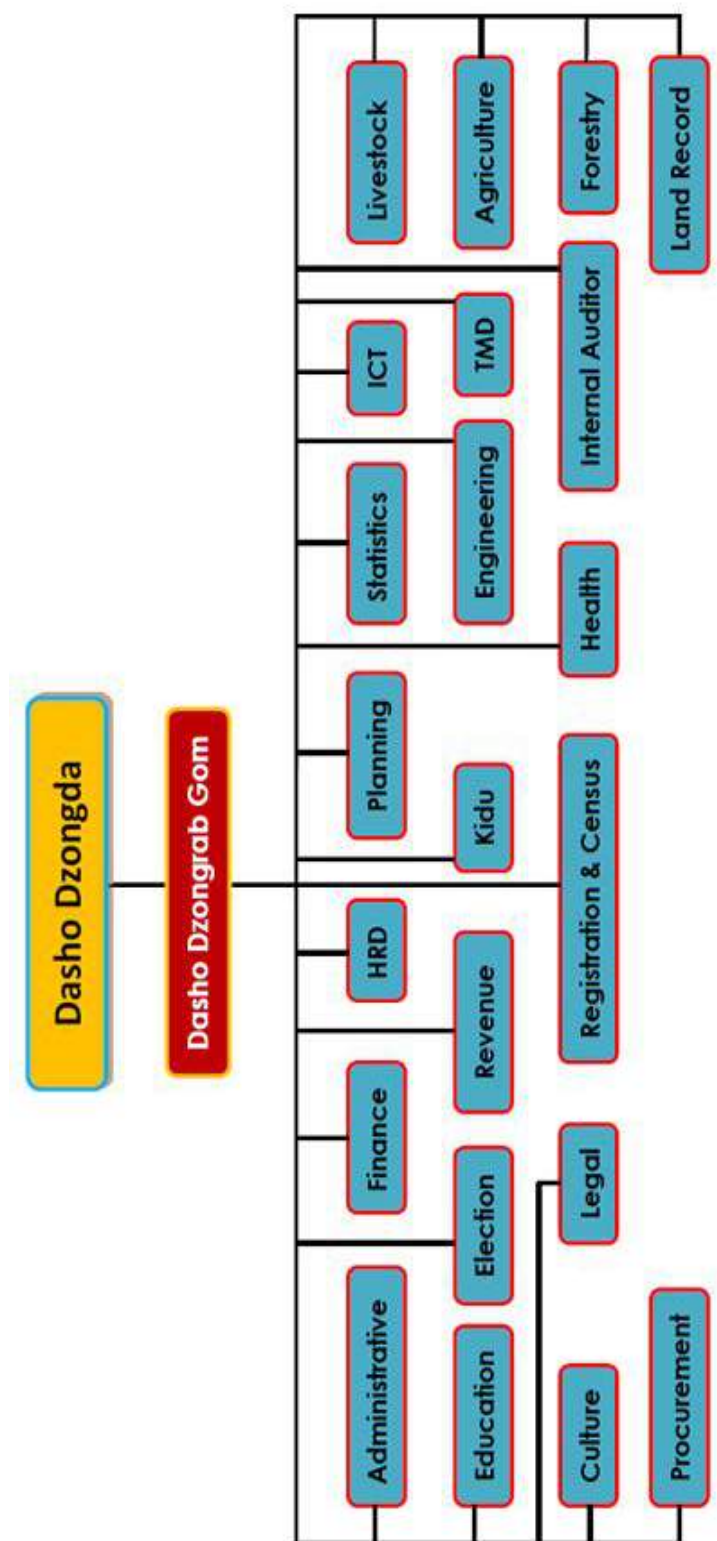 Dasho Dzongda
Dasho Dzongrab Gom
Administrative
Finance
HRD
Planning
Statistics
ICT
Livestock
Education
Election
Revenue
Kidu
Engineering
TMD
Agriculture
Culture
Legal
Registration & Census
Health
Internal Auditor
Forestry
Procurement
Land Record